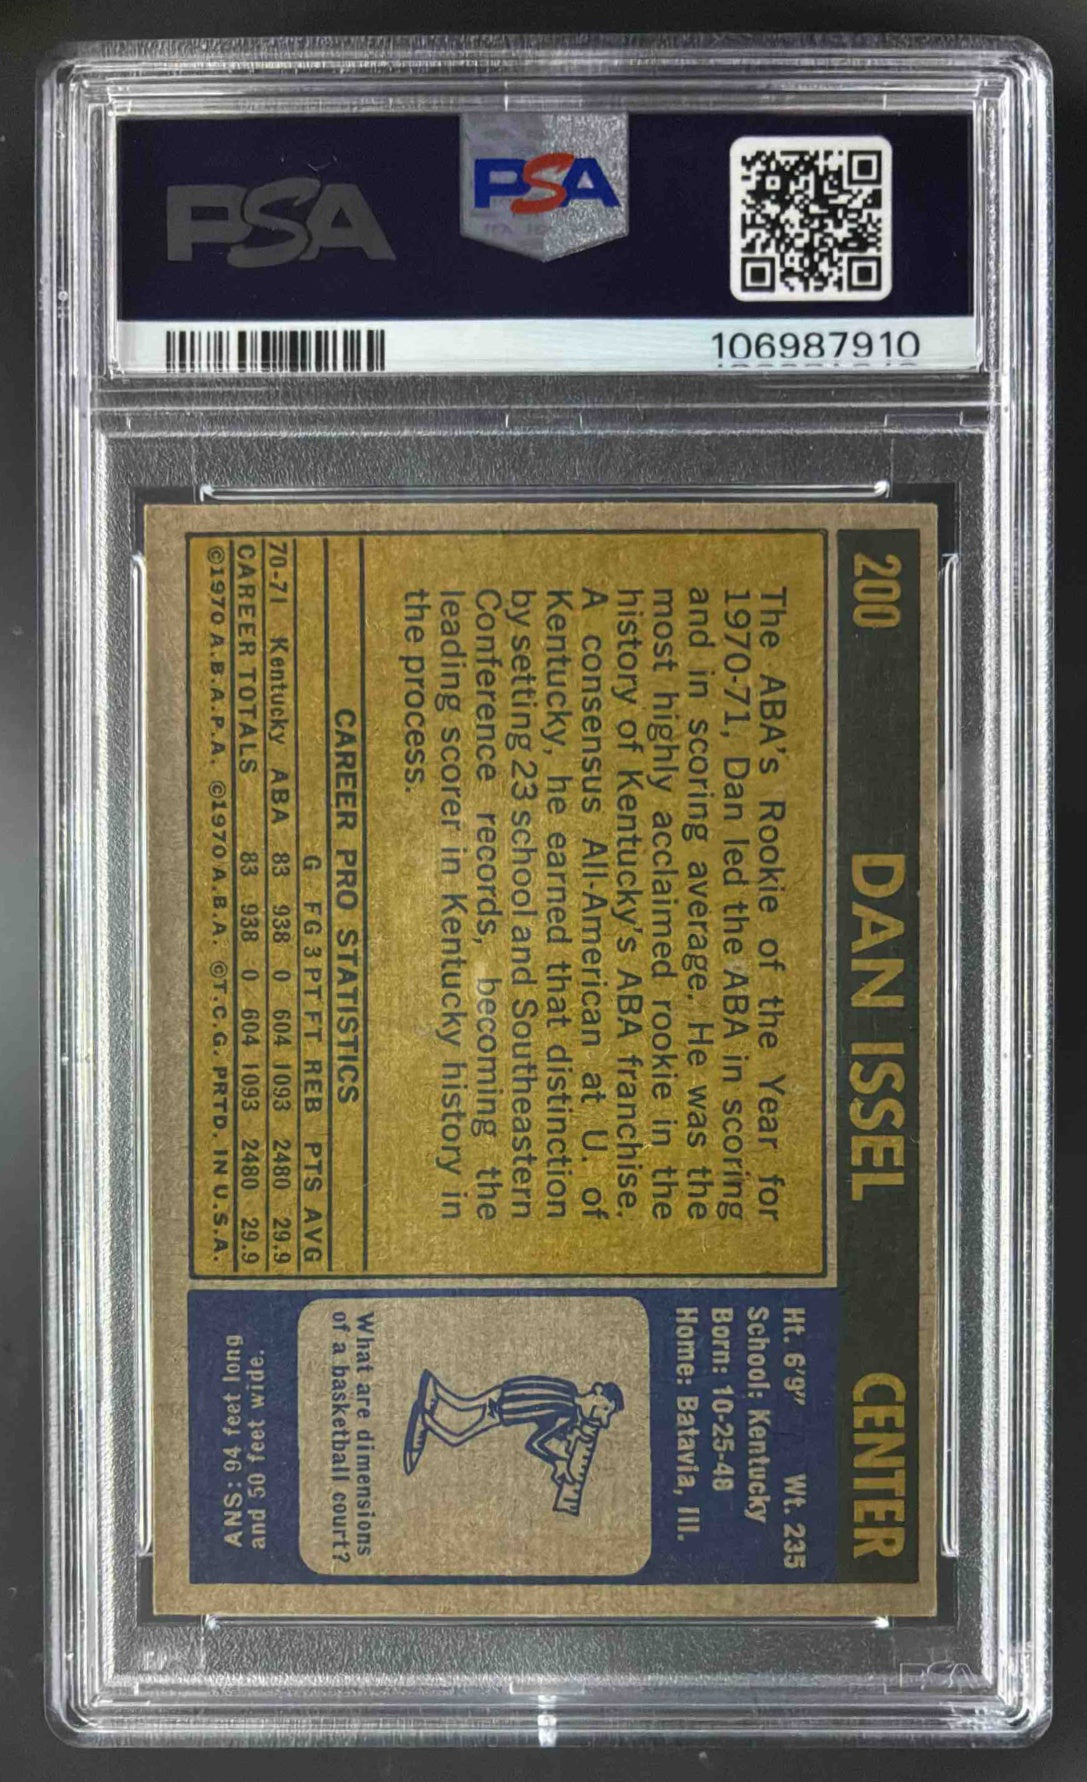 PSA
PSA
106987910
200 DAN ISSEL CENTER
The ABA's Rookie of the Year for
1970-71, Dan led the ABA in scoring
and in scoring average. He was the
most highly acclaimed rookie in the
history of Kentucky's ABA franchise.
A consensus All-American at U. of
Kentucky, he earned that distinction
by setting 23 school and Southeastern
Conference records, becoming the
leading scorer in Kentucky history in
the process.
CAREER PRO STATISTICS
G FG 3PT FT REB PTS AVG
70-71 Kentucky ABA 83 938 0 604 1093 2480 29.9
CAREER TOTALS 83 938 0 604 1093 2480 29.9
©1970 A.B.A.P.A. ©1970 A.B.A. ©T.C.G. PRTD. IN U.S.A.
Ht. 6'9" Wt. 235
School: Kentucky
Born: 10-25-48
Home: Batavia, Ill.
What are dimensions
of a basketball court?
ANS: 94 feet long
and 50 feet wide.
PSA